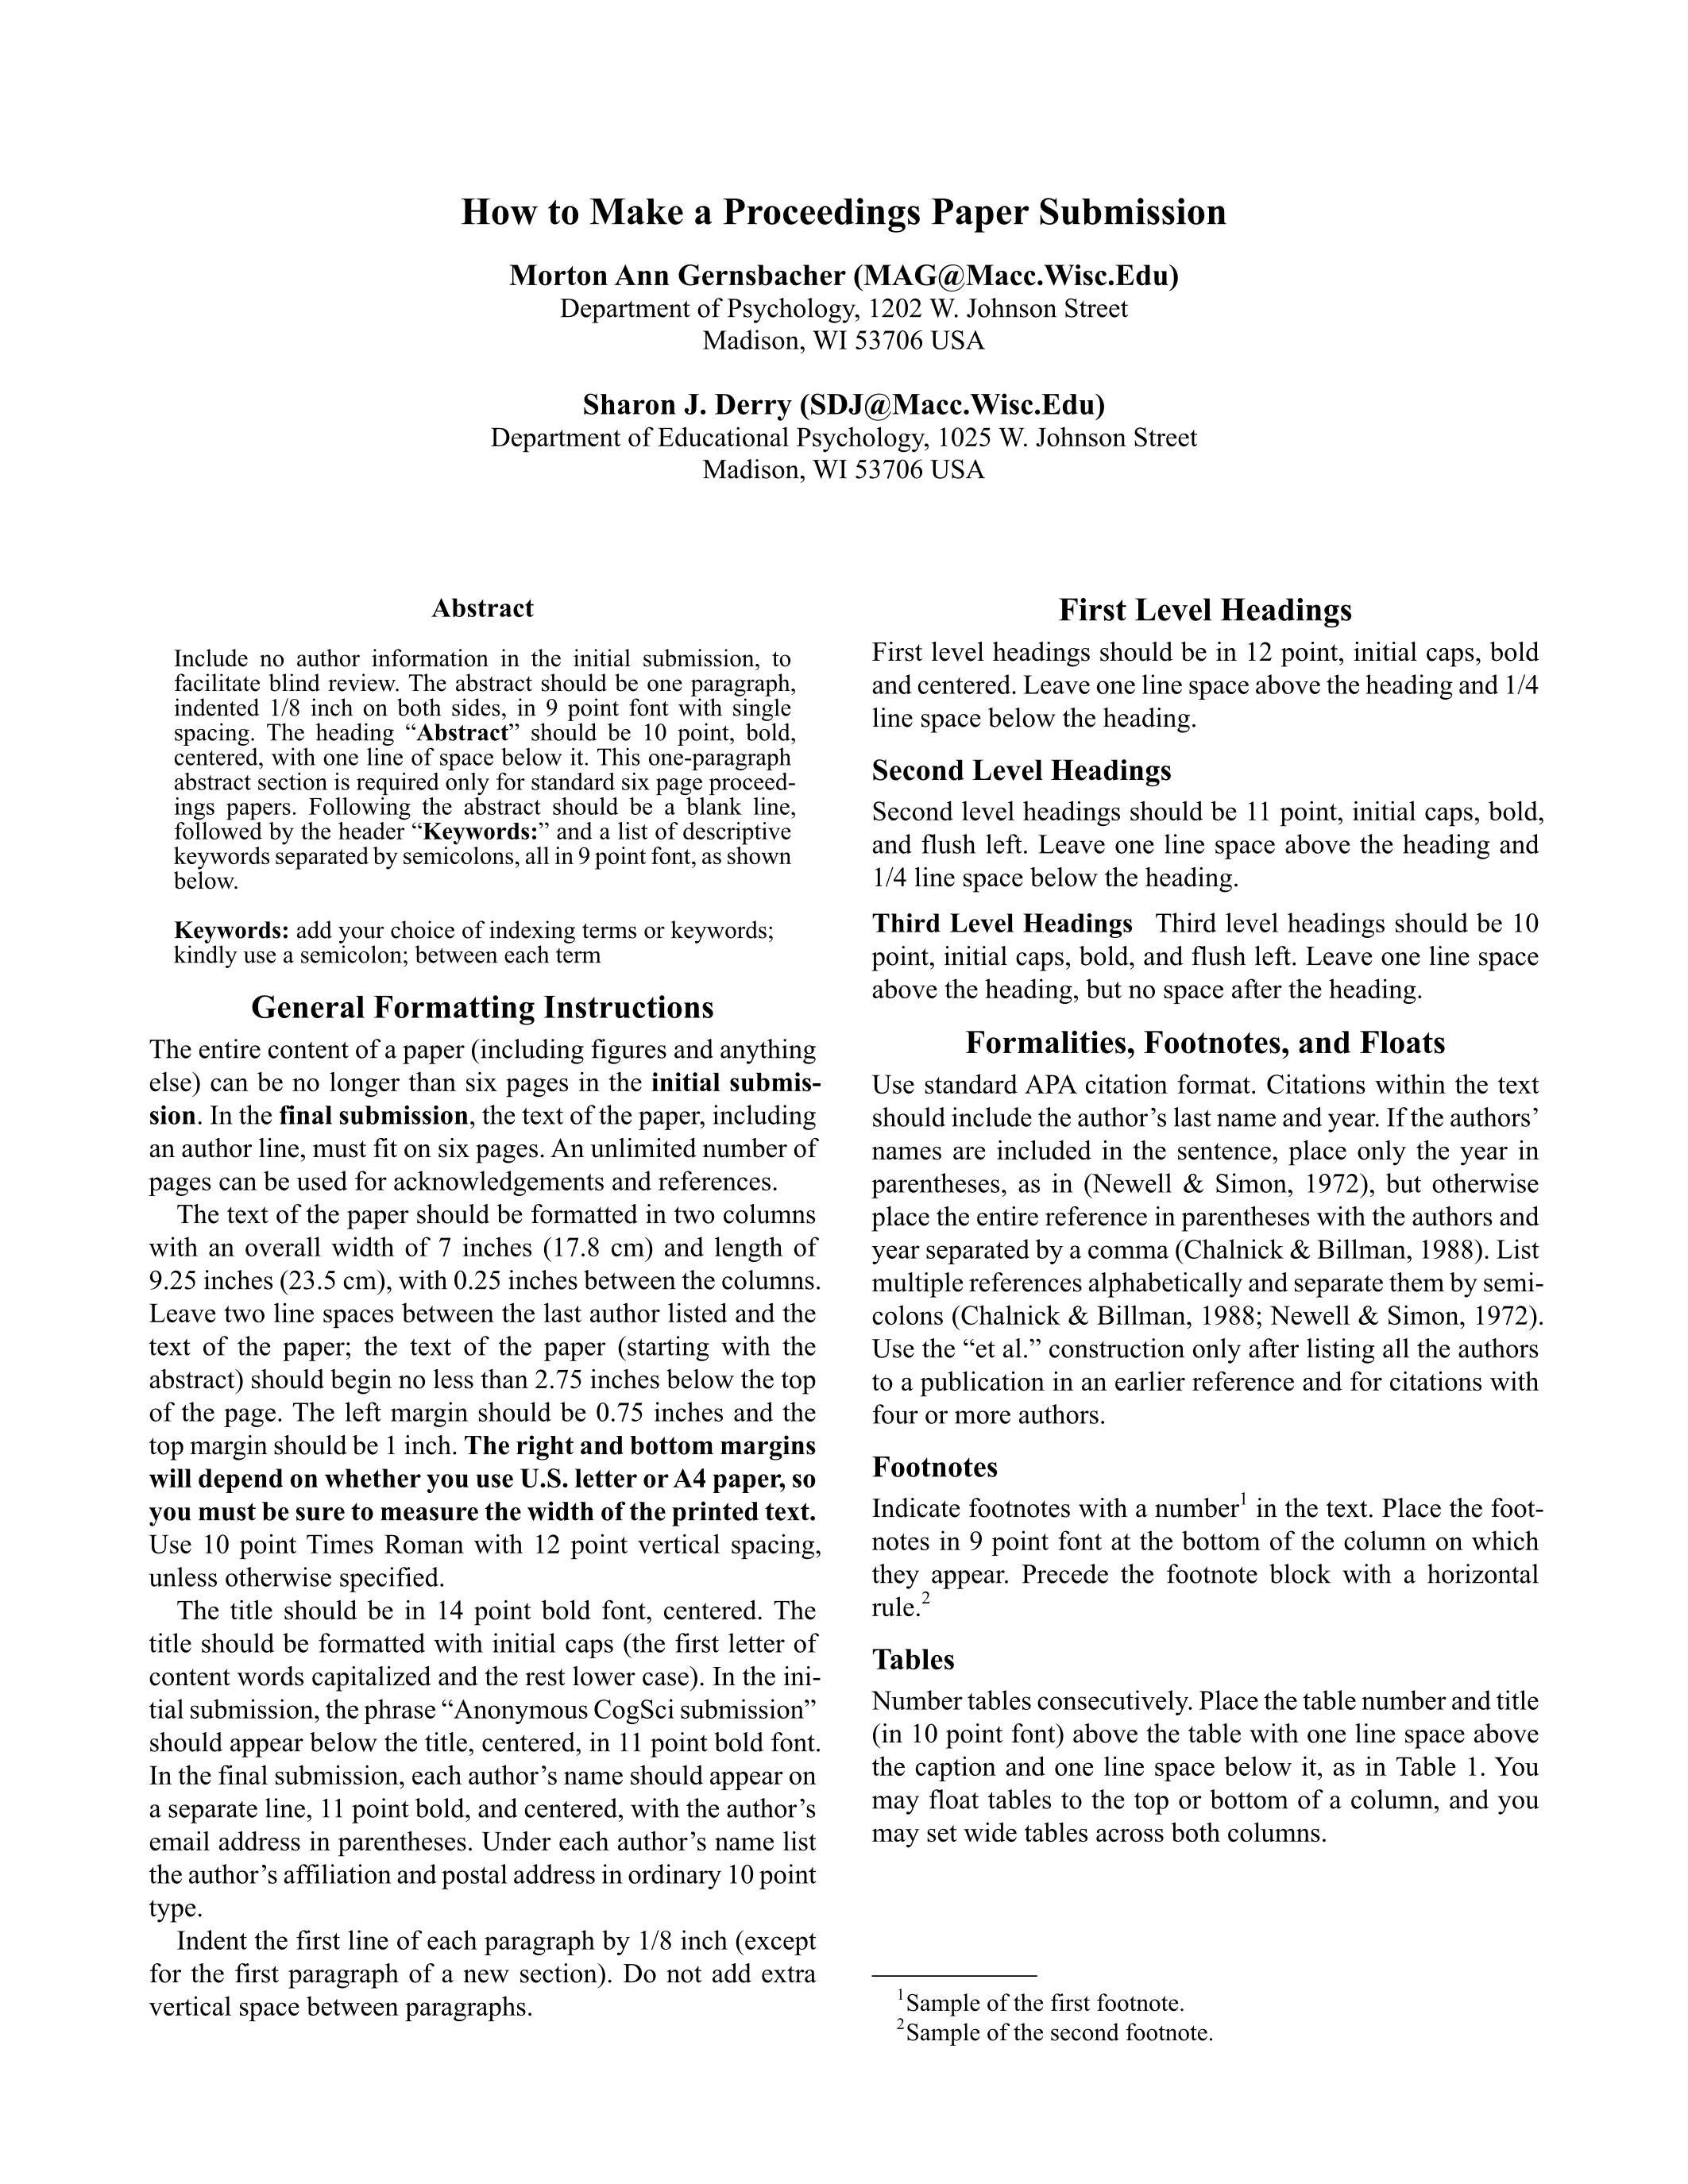 How to Make a Proceedings Paper Submission
Morton Ann Gernsbacher (MAG@Macc.Wisc.Edu)
Department of Psychology, 1202 W. Johnson Street
Madison, WI 53706 USA
Sharon J. Derry (SDJ@Macc.Wisc.Edu)
Department of Educational Psychology, 1025 W. Johnson Street
Madison, WI 53706 USA
Abstract
Include no author information in the initial submission, to
facilitate blind review. The abstract should be one paragraph,
indented 1/8 inch on both sides, in 9 point font with single
spacing. The heading “Abstract” should be 10 point, bold,
centered, with one line of space below it. This one-paragraph
abstract section is required only for standard six page proceed-
ings papers. Following the abstract should be a blank line,
followed by the header “Keywords:” and a list of descriptive
keywords separated by semicolons, all in 9 point font, as shown
below.
Keywords: add your choice of indexing terms or keywords;
kindly use a semicolon; between each term
General Formatting Instructions
The entire content of a paper (including figures and anything
else) can be no longer than six pages in the initial submis-
sion. In the final submission, the text of the paper, including
an author line, must fit on six pages. An unlimited number of
pages can be used for acknowledgements and references.
The text of the paper should be formatted in two columns
with an overall width of 7 inches (17.8 cm) and length of
9.25 inches (23.5 cm), with 0.25 inches between the columns.
Leave two line spaces between the last author listed and the
text of the paper; the text of the paper (starting with the
abstract) should begin no less than 2.75 inches below the top
of the page. The left margin should be 0.75 inches and the
top margin should be 1 inch. The right and bottom margins
will depend on whether you use U.S. letter or A4 paper, so
you must be sure to measure the width of the printed text.
Use 10 point Times Roman with 12 point vertical spacing,
unless otherwise specified.
The title should be in 14 point bold font, centered. The
title should be formatted with initial caps (the first letter of
content words capitalized and the rest lower case). In the ini-
tial submission, the phrase “Anonymous CogSci submission”
should appear below the title, centered, in 11 point bold font.
In the final submission, each author’s name should appear on
a separate line, 11 point bold, and centered, with the author’s
email address in parentheses. Under each author’s name list
the author’s affiliation and postal address in ordinary 10 point
type.
Indent the first line of each paragraph by 1/8 inch (except
for the first paragraph of a new section). Do not add extra
vertical space between paragraphs.
First Level Headings
First level headings should be in 12 point, initial caps, bold
and centered. Leave one line space above the heading and 1/4
line space below the heading.
Second Level Headings
Second level headings should be 11 point, initial caps, bold,
and flush left. Leave one line space above the heading and
1/4 line space below the heading.
Third Level Headings Third level headings should be 10
point, initial caps, bold, and flush left. Leave one line space
above the heading, but no space after the heading.
Formalities, Footnotes, and Floats
Use standard APA citation format. Citations within the text
should include the author’s last name and year. If the authors’
names are included in the sentence, place only the year in
parentheses, as in (Newell & Simon, 1972), but otherwise
place the entire reference in parentheses with the authors and
year separated by a comma (Chalnick & Billman, 1988). List
multiple references alphabetically and separate them by semi-
colons (Chalnick & Billman, 1988; Newell & Simon, 1972).
Use the “et al.” construction only after listing all the authors
to a publication in an earlier reference and for citations with
four or more authors.
Footnotes
Indicate footnotes with a number1 in the text. Place the foot-
notes in 9 point font at the bottom of the column on which
they appear. Precede the footnote block with a horizontal
rule.2
Tables
Number tables consecutively. Place the table number and title
(in 10 point font) above the table with one line space above
the caption and one line space below it, as in Table 1. You
may float tables to the top or bottom of a column, and you
may set wide tables across both columns.
1Sample of the first footnote.
2Sample of the second footnote.